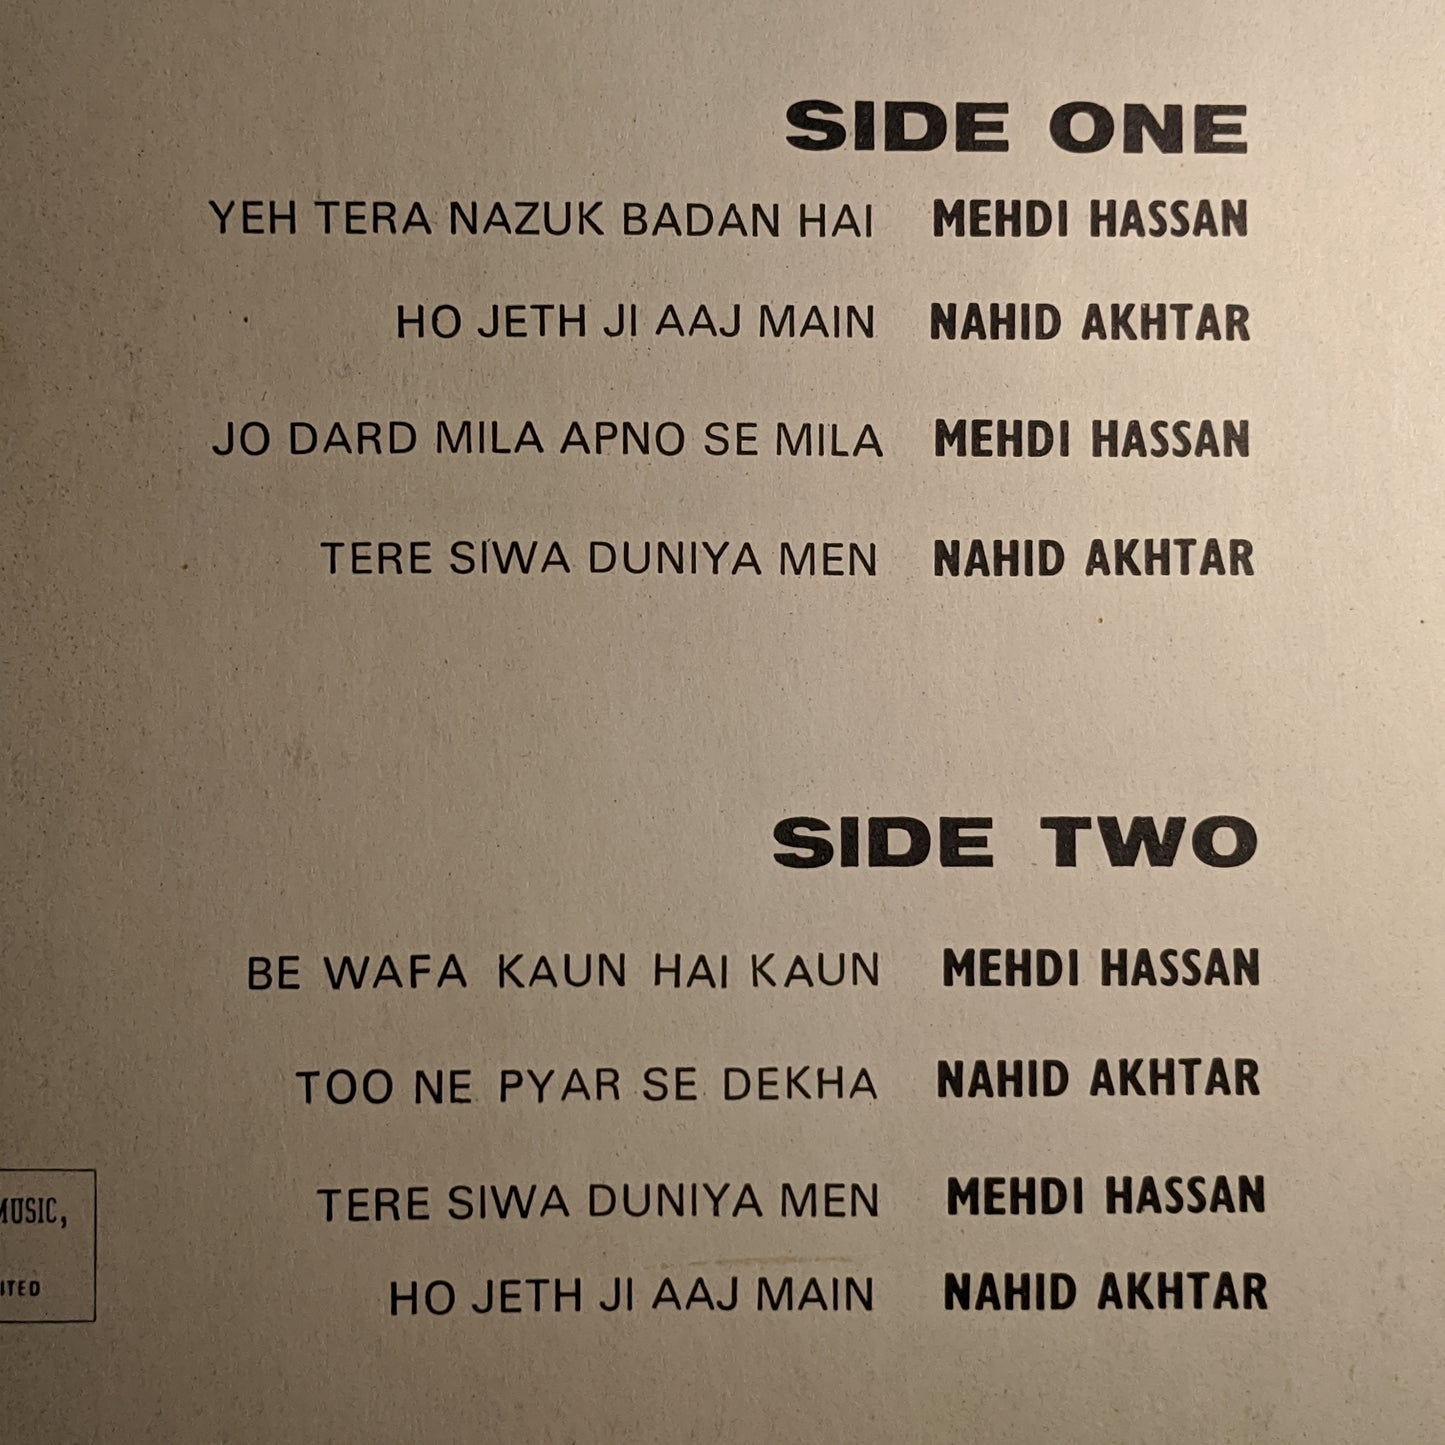 SIDE ONE
YEH TERA NAZUK BADAN HAI MEHDI HASSAN
HO JETH JI AAJ MAIN NAHID AKHTAR
JO DARD MILA APNO SE MILA MEHDI HASSAN
TERE SIWA DUNIYA MEN NAHID AKHTAR
SIDE TWO
BE WAFA KAUN HAI KAUN MEHDI HASSAN
TOO NE PYAR SE DEKHA NAHID AKHTAR
TERE SIWA DUNIYA MEN MEHDI HASSAN
HO JETH JI AAJ MAIN NAHID AKHTAR